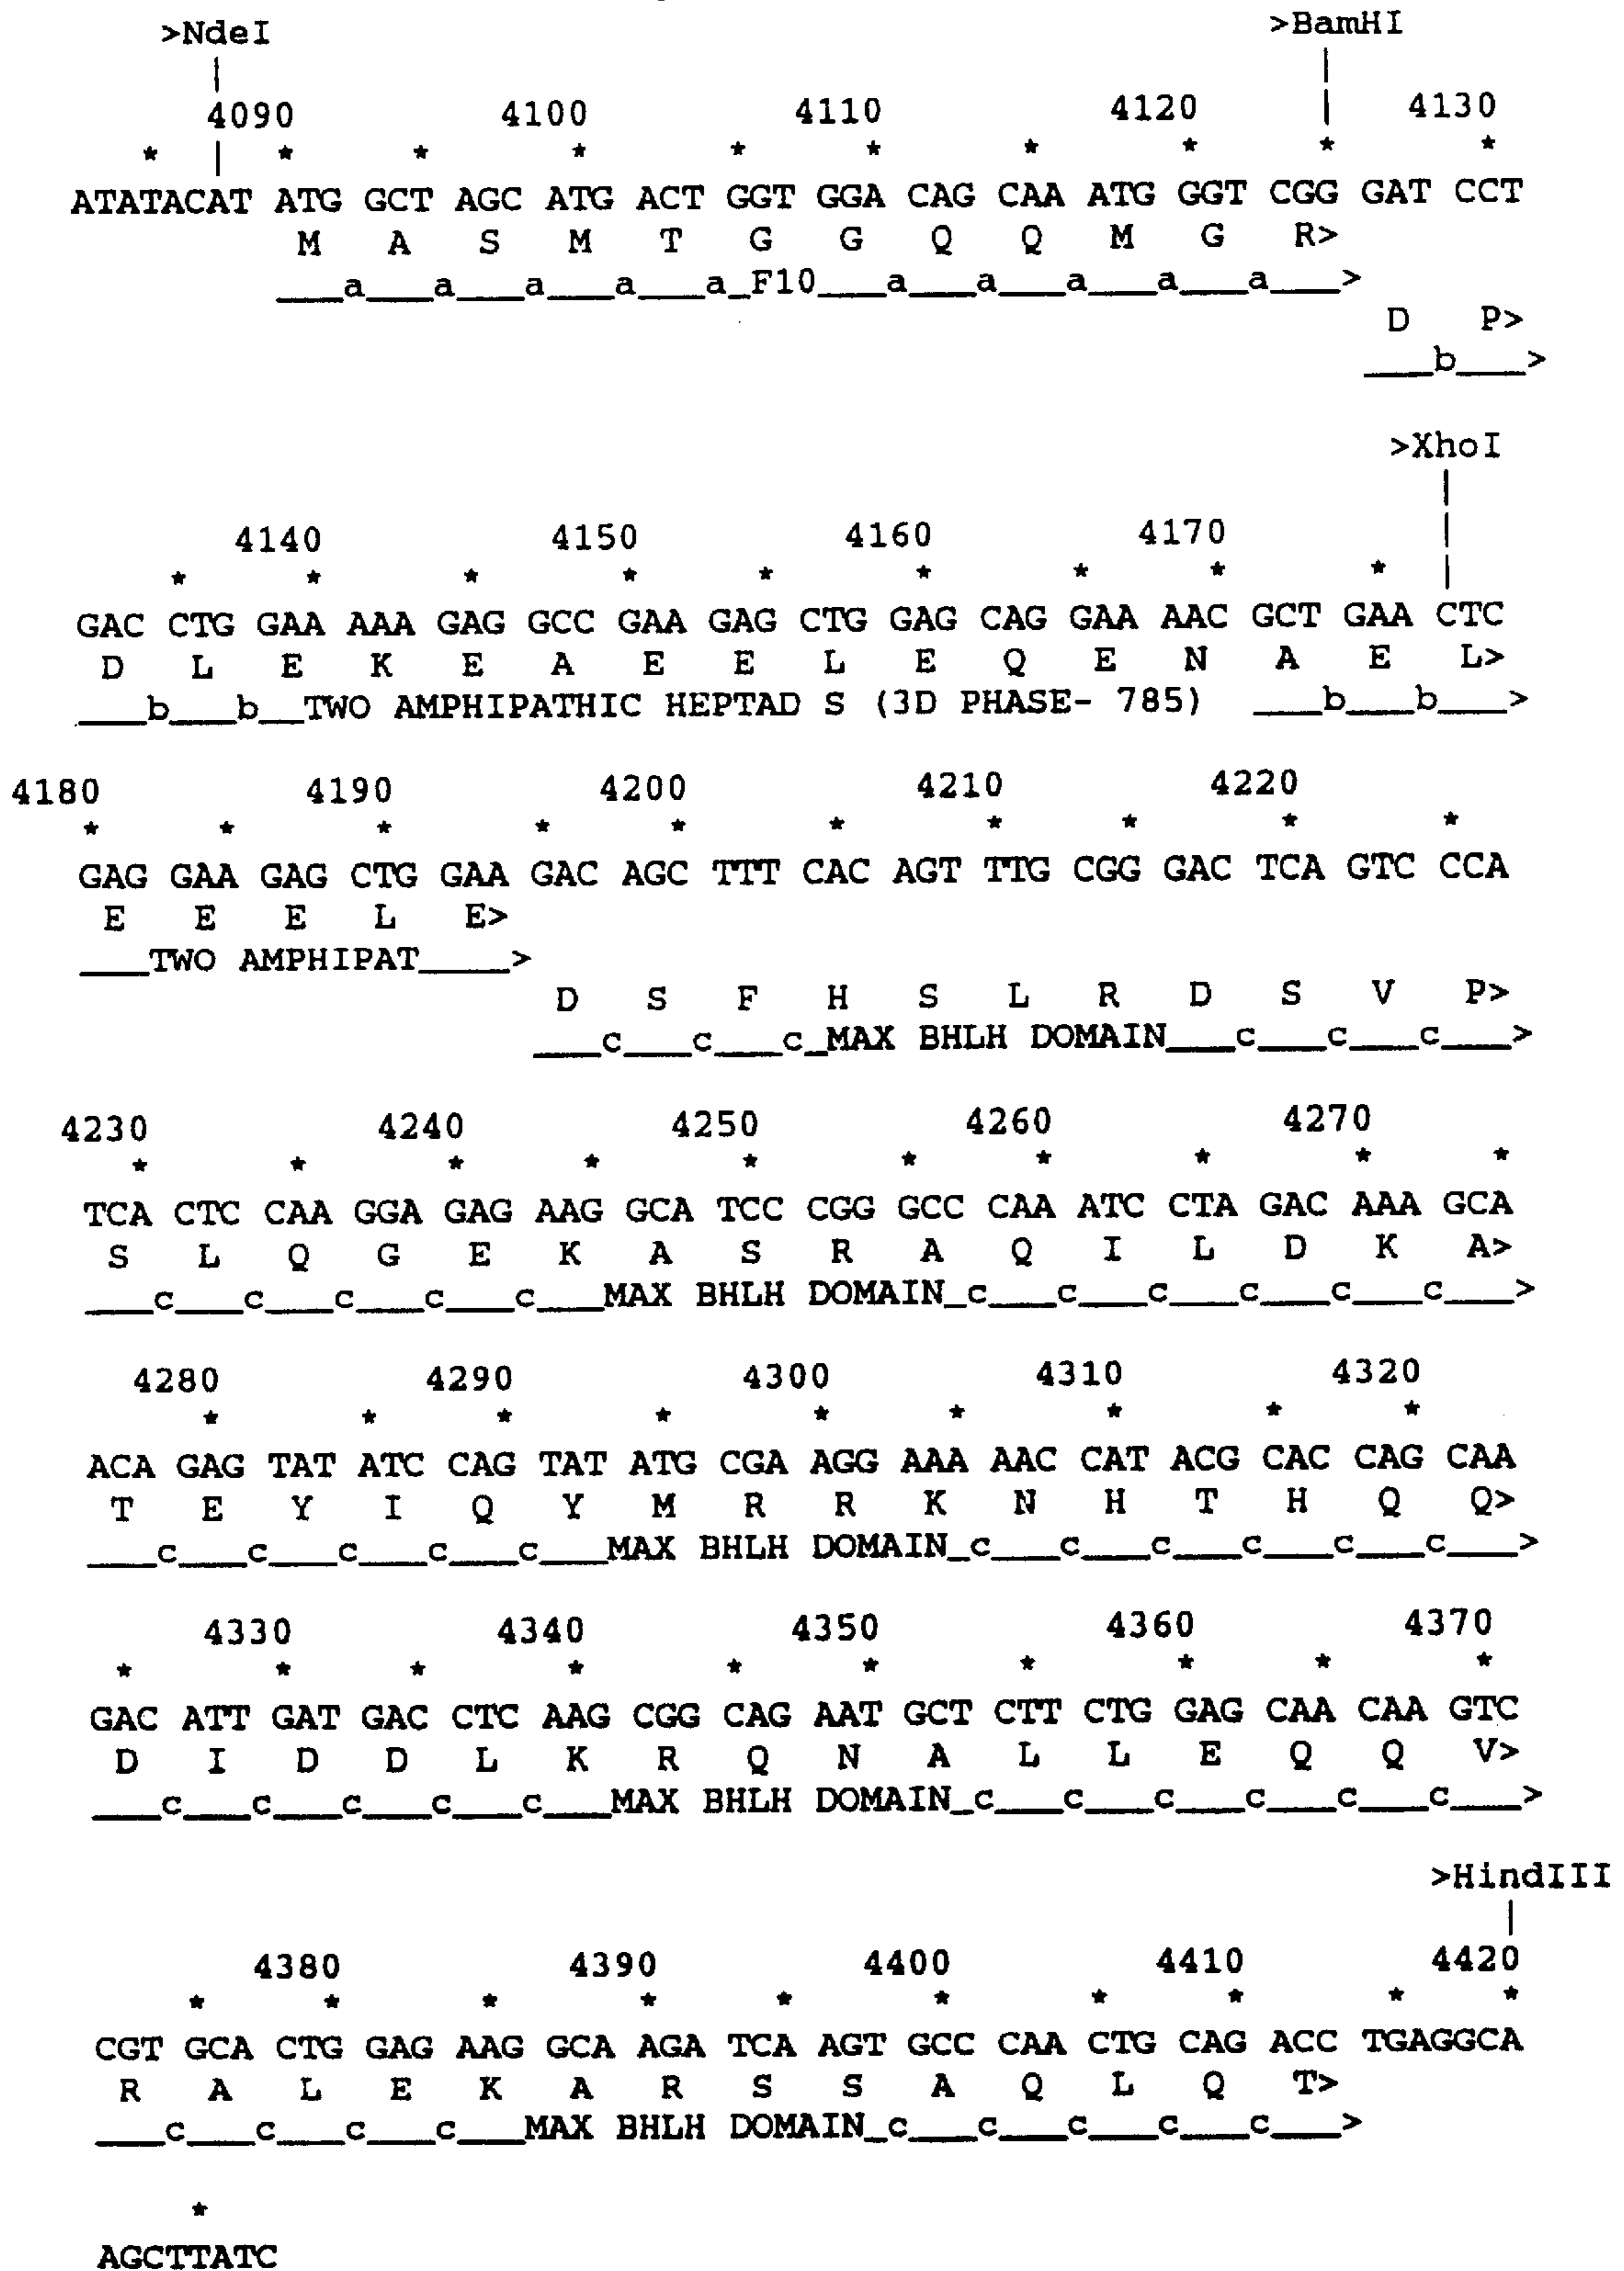 >NdeI >BamHI
4090 4100 4110 4120 4130
* * * * * * * * * *
ATATACAT ATG GCT AGC ATG ACT GGT GGA CAG CAA ATG GGT CGG GAT CCT
M A S M T G G Q Q M G R>
___a___a___a___a___a_F10___a___a___a___a___a___>
D P>
___b___>
>XhoI
4140 4150 4160 4170
* * * * * * * * *
GAC CTG GAA AAA GAG GCC GAA GAG CTG GAG CAG GAA AAC GCT GAA CTC
D L E K E A E E L E Q E N A E L>
___b___b__TWO AMPHIPATHIC HEPTAD S (3D PHASE- 785) ___b___b___>
4180 4190 4200 4210 4220
* * * * * * * * * *
GAG GAA GAG CTG GAA GAC AGC TTT CAC AGT TTG CGG GAC TCA GTC CCA
E E E L E>
___TWO AMPHIPAT____>
D S F H S L R D S V P>
___c___c___c_MAX BHLH DOMAIN___c___c___c___>
4230 4240 4250 4260 4270
* * * * * * * * * *
TCA CTC CAA GGA GAG AAG GCA TCC CGG GCC CAA ATC CTA GAC AAA GCA
S L Q G E K A S R A Q I L D K A>
___c___c___c___c___c___MAX BHLH DOMAIN_c___c___c___c___c___c___>
4280 4290 4300 4310 4320
* * * * * * * * *
ACA GAG TAT ATC CAG TAT ATG CGA AGG AAA AAC CAT ACG CAC CAG CAA
T E Y I Q Y M R R K N H T H Q Q>
___c___c___c___c___c___MAX BHLH DOMAIN_c___c___c___c___c___c___>
4330 4340 4350 4360 4370
* * * * * * * * * *
GAC ATT GAT GAC CTC AAG CGG CAG AAT GCT CTT CTG GAG CAA CAA GTC
D I D D L K R Q N A L L E Q Q V>
___c___c___c___c___c___MAX BHLH DOMAIN_c___c___c___c___c___c___>
>HindIII
4380 4390 4400 4410 4420
* * * * * * * * * *
CGT GCA CTG GAG AAG GCA AGA TCA AGT GCC CAA CTG CAG ACC TGAGGCA
R A L E K A R S S A Q L Q T>
___c___c___c___c___MAX BHLH DOMAIN_c___c___c___c___c___>
*
AGCTTATC